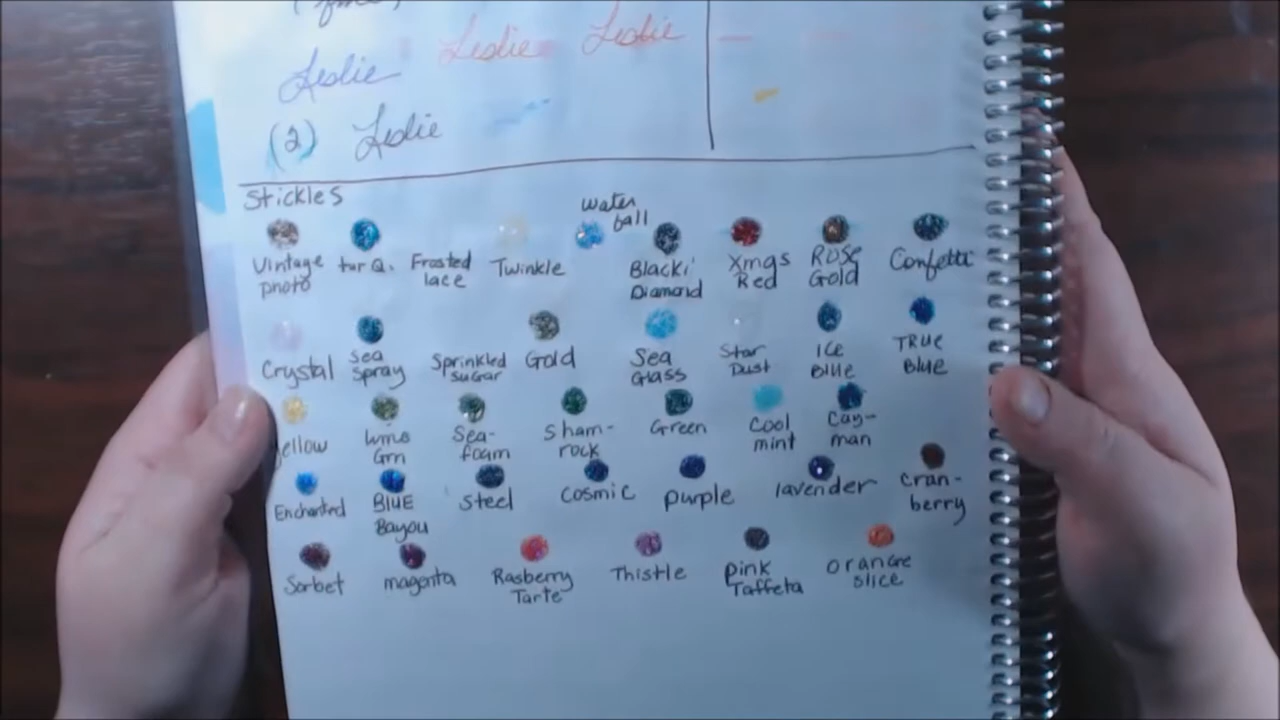 Leslie Leslie Leslie
(2) Leslie
Stickles
Vintage photo
turQ.
Frosted lace
Twinkle
water fall
Black Diamond
Xmas Red
Rose Gold
Confetti
Crystal
Sea Spray
Sprinkled Sugar
Gold
Sea Glass
Star Dust
ICE BLUE
TRUE BLUE
yellow
Lime Grn
Sea-foam
Sham-rock
Green
Cool mint
Cay-man
Enchanted
BLUE Bayou
Steel
Cosmic
purple
lavender
Cran-berry
Sorbet
magenta
Rasberry Tarte
Thistle
Pink Taffeta
orange slice